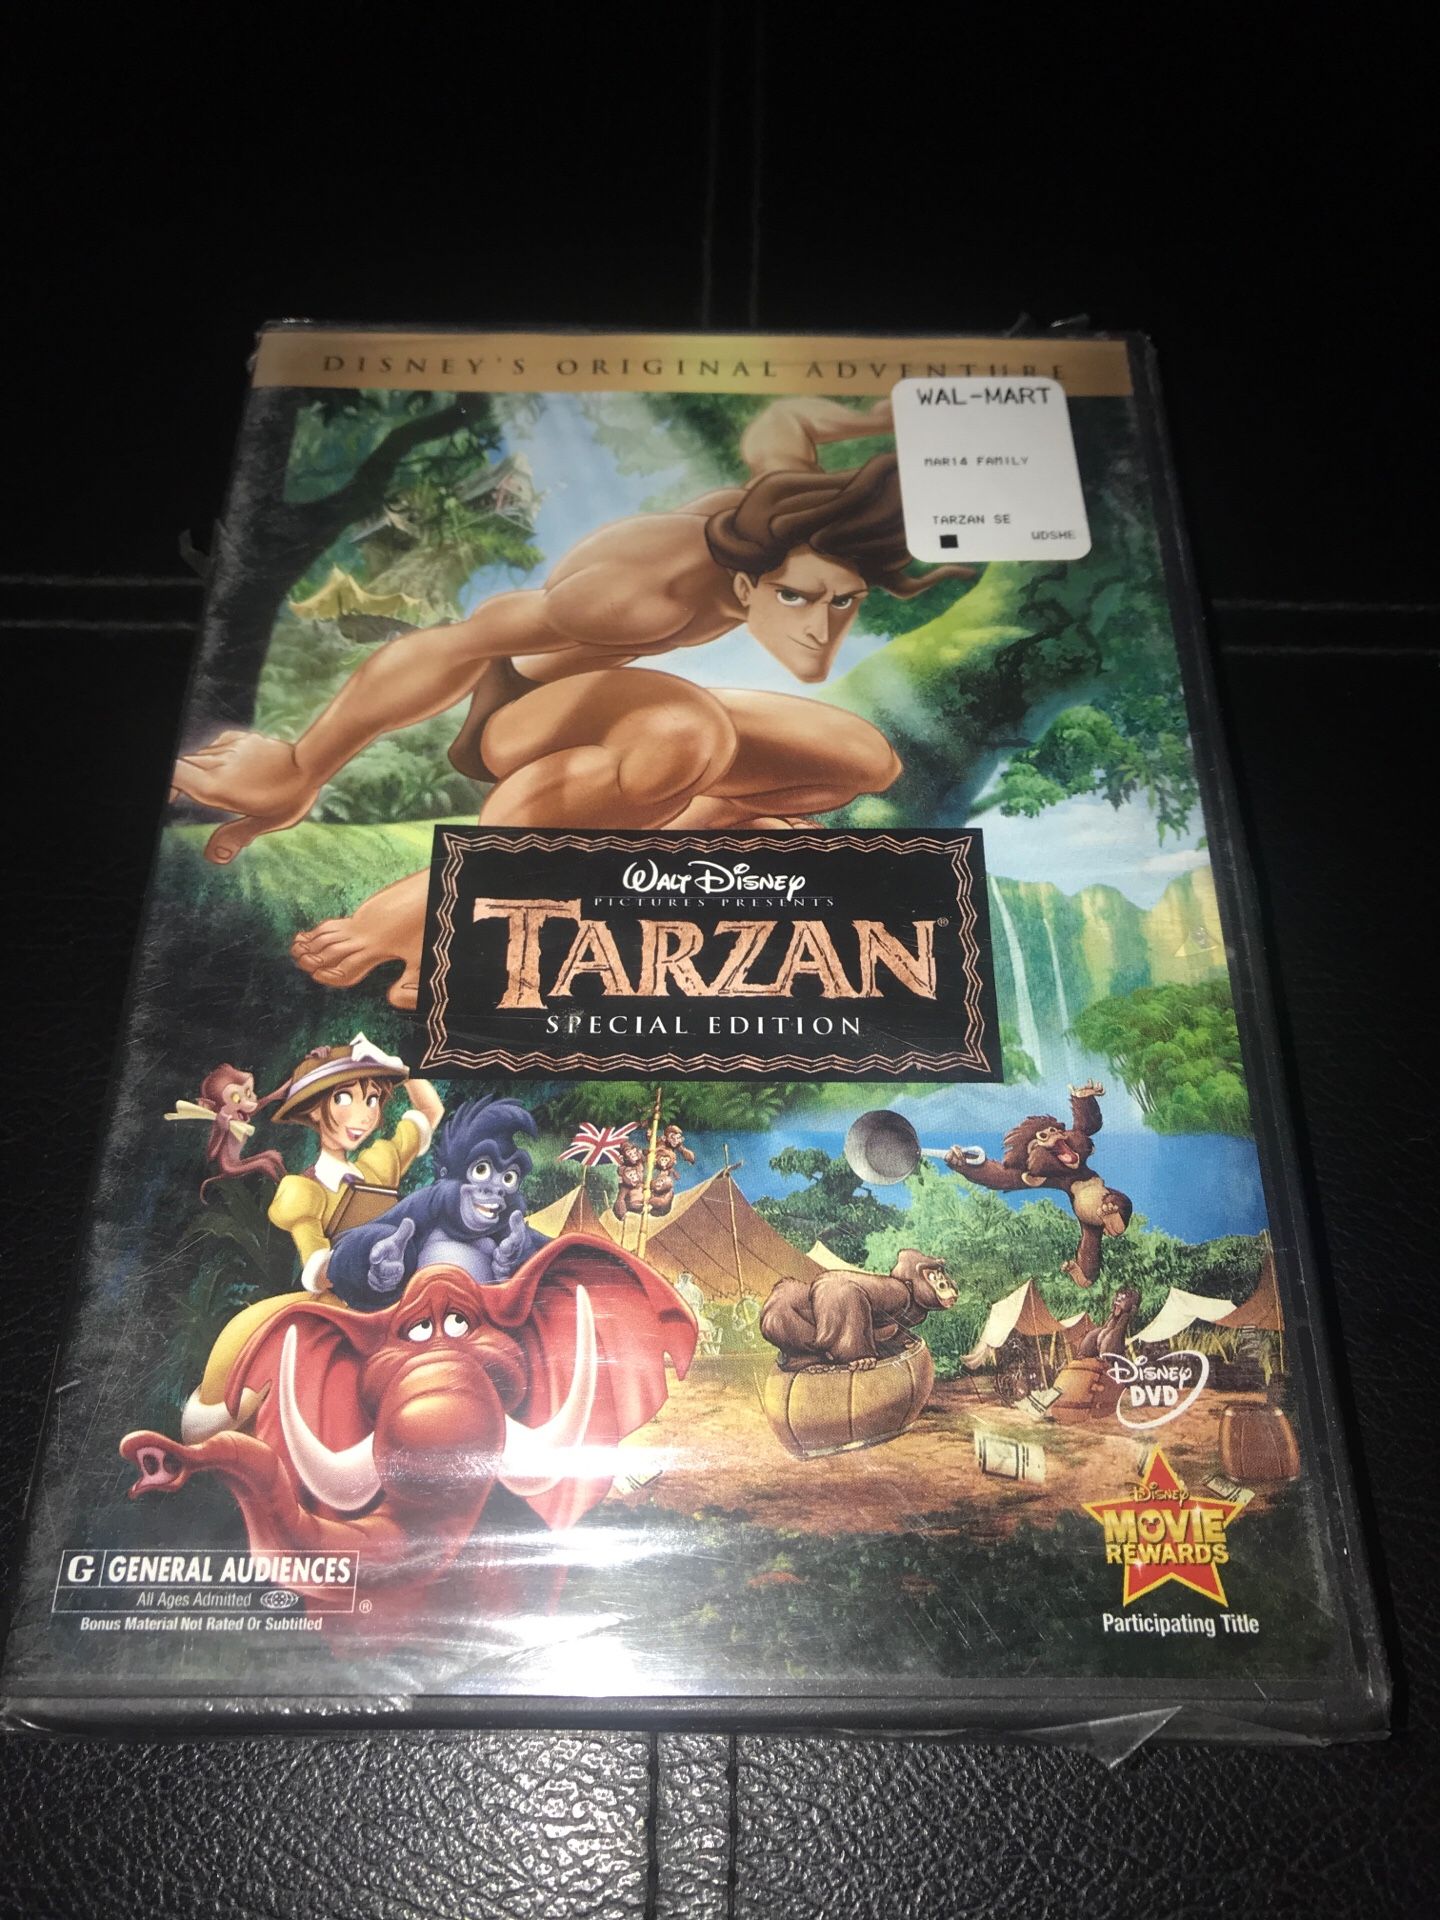 DISNEY'S ORIGINAL ADVENTURE
WAL-MART
MAR14 FAMILY
TARZAN SE
WDSHE
WALT DISNEY
PICTURES PRESENTS
TARZAN®
SPECIAL EDITION
DISNEY
DVD
DISNEY
MOVIE
REWARDS
Participating Title
G GENERAL AUDIENCES
All Ages Admitted ®
Bonus Material Not Rated Or Subtitled